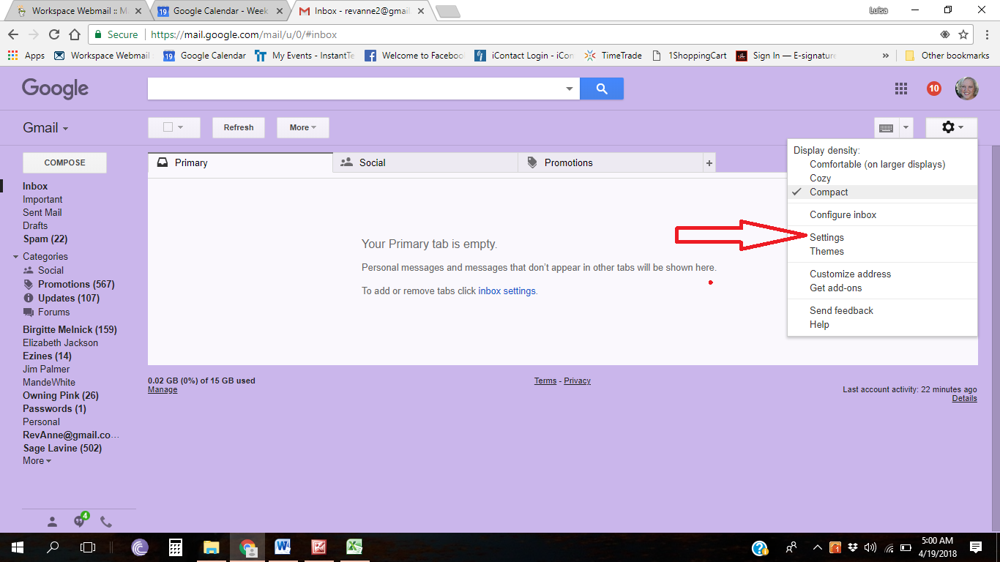 Workspace Webmail :: M
Google Calendar - Week
Inbox - revanne2@gmail
Luisa
Secure
https://mail.google.com/mail/u/0/#inbox
Apps
Workspace Webmail
19
Google Calendar
My Events - InstantTe
Welcome to Faceboo
iContact Login - iCon
TimeTrade
1ShoppingCart
Sign In — E-signature
»
Other bookmarks
Google
10
Gmail
Refresh
More
COMPOSE
Primary
Social
Promotions
+
Display density:
Comfortable (on larger displays)
Cozy
Compact
Configure inbox
Settings
Themes
Customize address
Get add-ons
Send feedback
Help
Inbox
Important
Sent Mail
Drafts
Spam (22)
Categories
Social
Promotions (567)
Updates (107)
Forums
Birgitte Melnick (159)
Elizabeth Jackson
Ezines (14)
Jim Palmer
MandeWhite
Owning Pink (26)
Passwords (1)
Personal
RevAnne@gmail.co...
Sage Lavine (502)
More
Your Primary tab is empty.
Personal messages and messages that don't appear in other tabs will be shown here.
To add or remove tabs click inbox settings.
0.02 GB (0%) of 15 GB used
Manage
Terms - Privacy
Last account activity: 22 minutes ago
Details
4
5:00 AM
4/19/2018